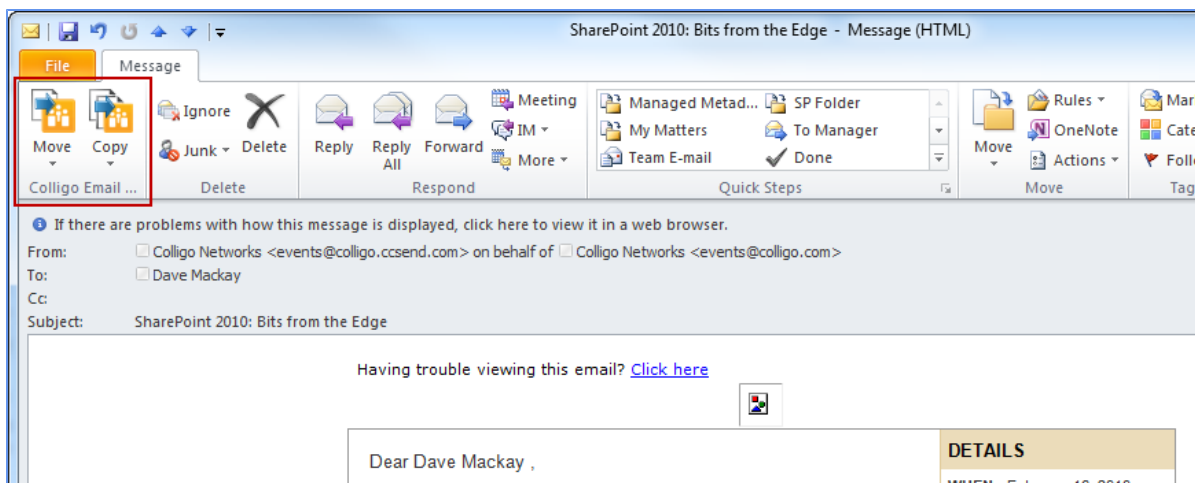 SharePoint 2010: Bits from the Edge - Message (HTML)
File Message
Move Copy Ignore Junk Delete Reply Reply All Forward Meeting IM More
Managed Metad... SP Folder
My Matters To Manager
Team E-mail Done
Move Rules OneNote Actions
Mar
Cate
Follo
Colligo Email ... Delete Respond Quick Steps Move Tag
If there are problems with how this message is displayed, click here to view it in a web browser.
From: Colligo Networks <events@colligo.ccsend.com> on behalf of Colligo Networks <events@colligo.com>
To: Dave Mackay
Cc:
Subject: SharePoint 2010: Bits from the Edge
Having trouble viewing this email? Click here
Dear Dave Mackay ,
DETAILS